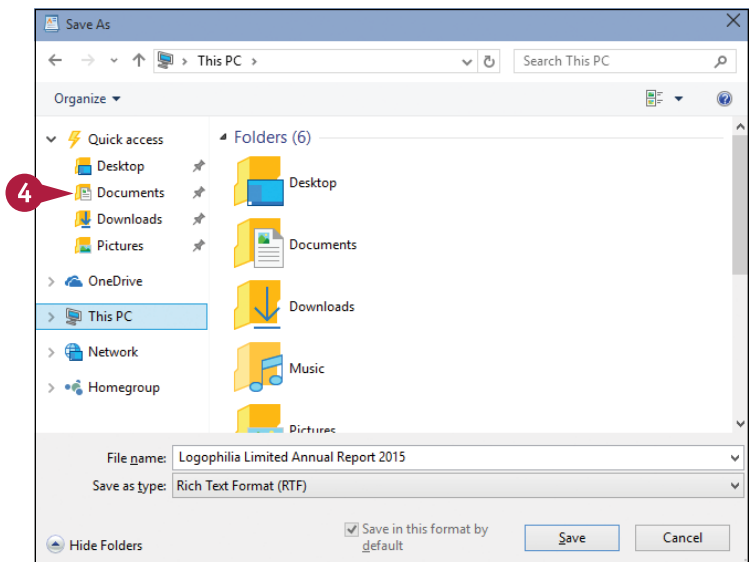 Save As
This PC
Search This PC
Organize
Quick access
Desktop
4
Documents
Downloads
Pictures
OneDrive
This PC
Network
Homegroup
Folders (6)
Desktop
Documents
Downloads
Music
Pictures
File name: Logophilia Limited Annual Report 2015
Save as type: Rich Text Format (RTF)
Hide Folders
Save in this format by
default
Save
Cancel